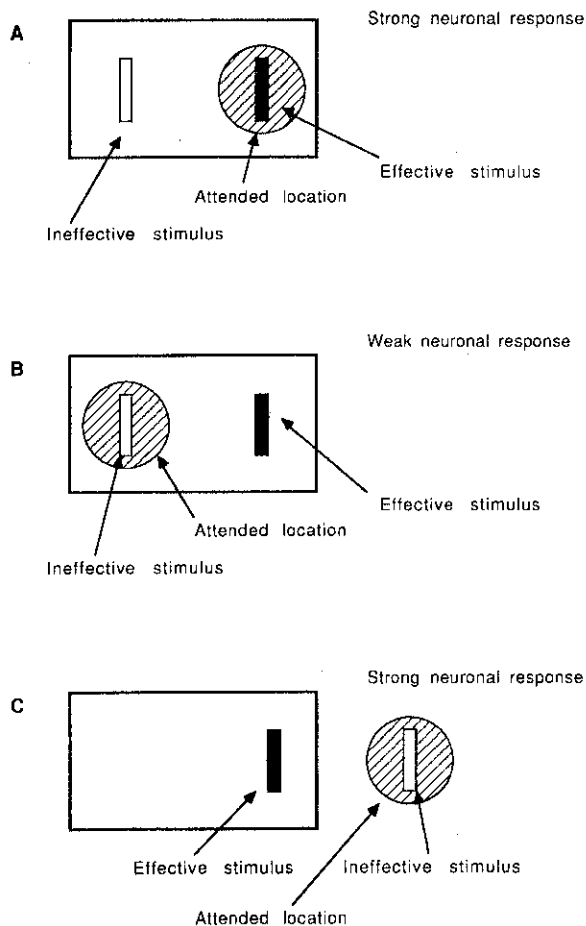 Strong neuronal response
A
Effective stimulus
Attended location
Ineffective stimulus
Weak neuronal response
B
Effective stimulus
Attended location
Ineffective stimulus
Strong neuronal response
C
Effective stimulus Ineffective stimulus
Attended location